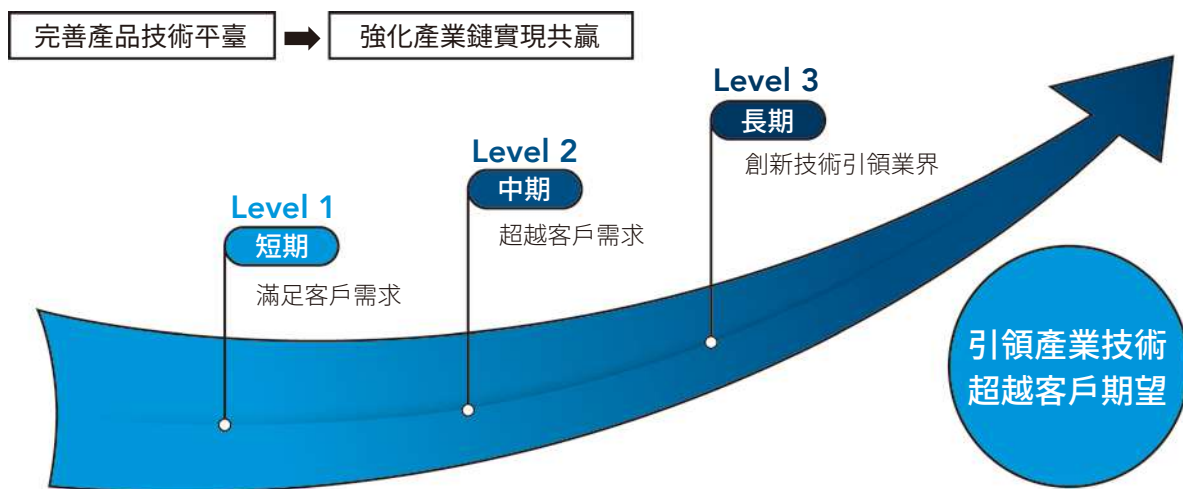 完善產品技術平臺
強化產業鏈實現共贏
Level 3
長期
創新技術引領業界
Level 2
中期
超越客戶需求
Level 1
短期
滿足客戶需求
引領產業技術
超越客戶期望